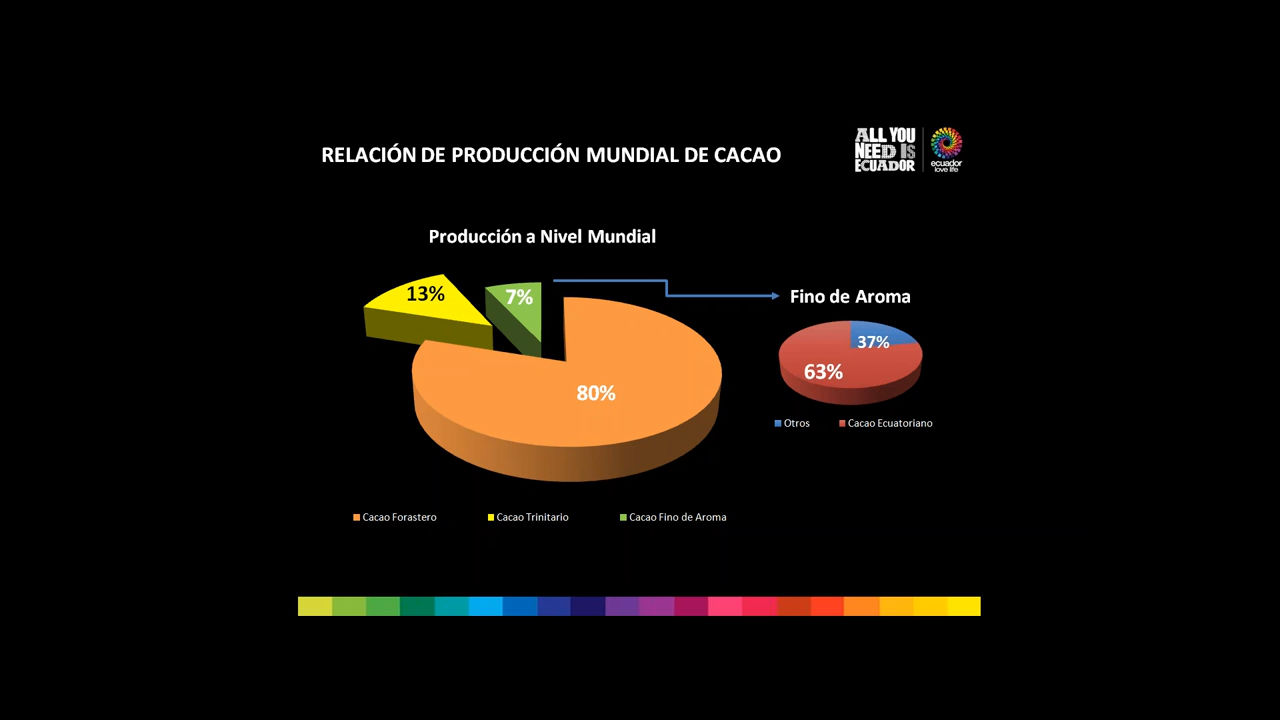 RELACIÓN DE PRODUCCIÓN MUNDIAL DE CACAO
ALL YOU
NEED IS
ECUADOR
ecuador
love life
Producción a Nivel Mundial
13%
7%
80%
Fino de Aroma
37%
63%
Otros
Cacao Ecuatoriano
Cacao Forastero
Cacao Trinitario
Cacao Fino de Aroma